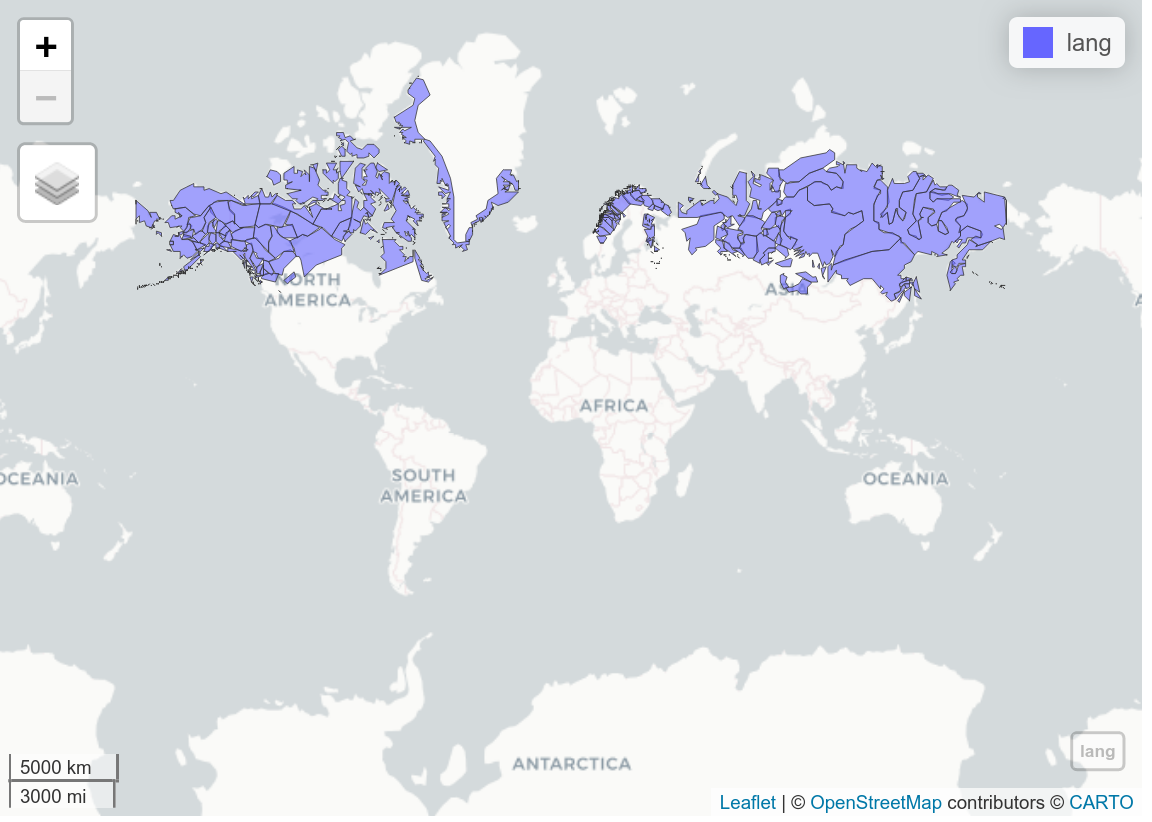 +
lang
−
NORTH
AMERICA
ASIA
AFRICA
SOUTH
AMERICA
OCEANIA
OCEANIA
ANTARCTICA
lang
5000 km
3000 mi
Leaflet | © OpenStreetMap contributors © CARTO